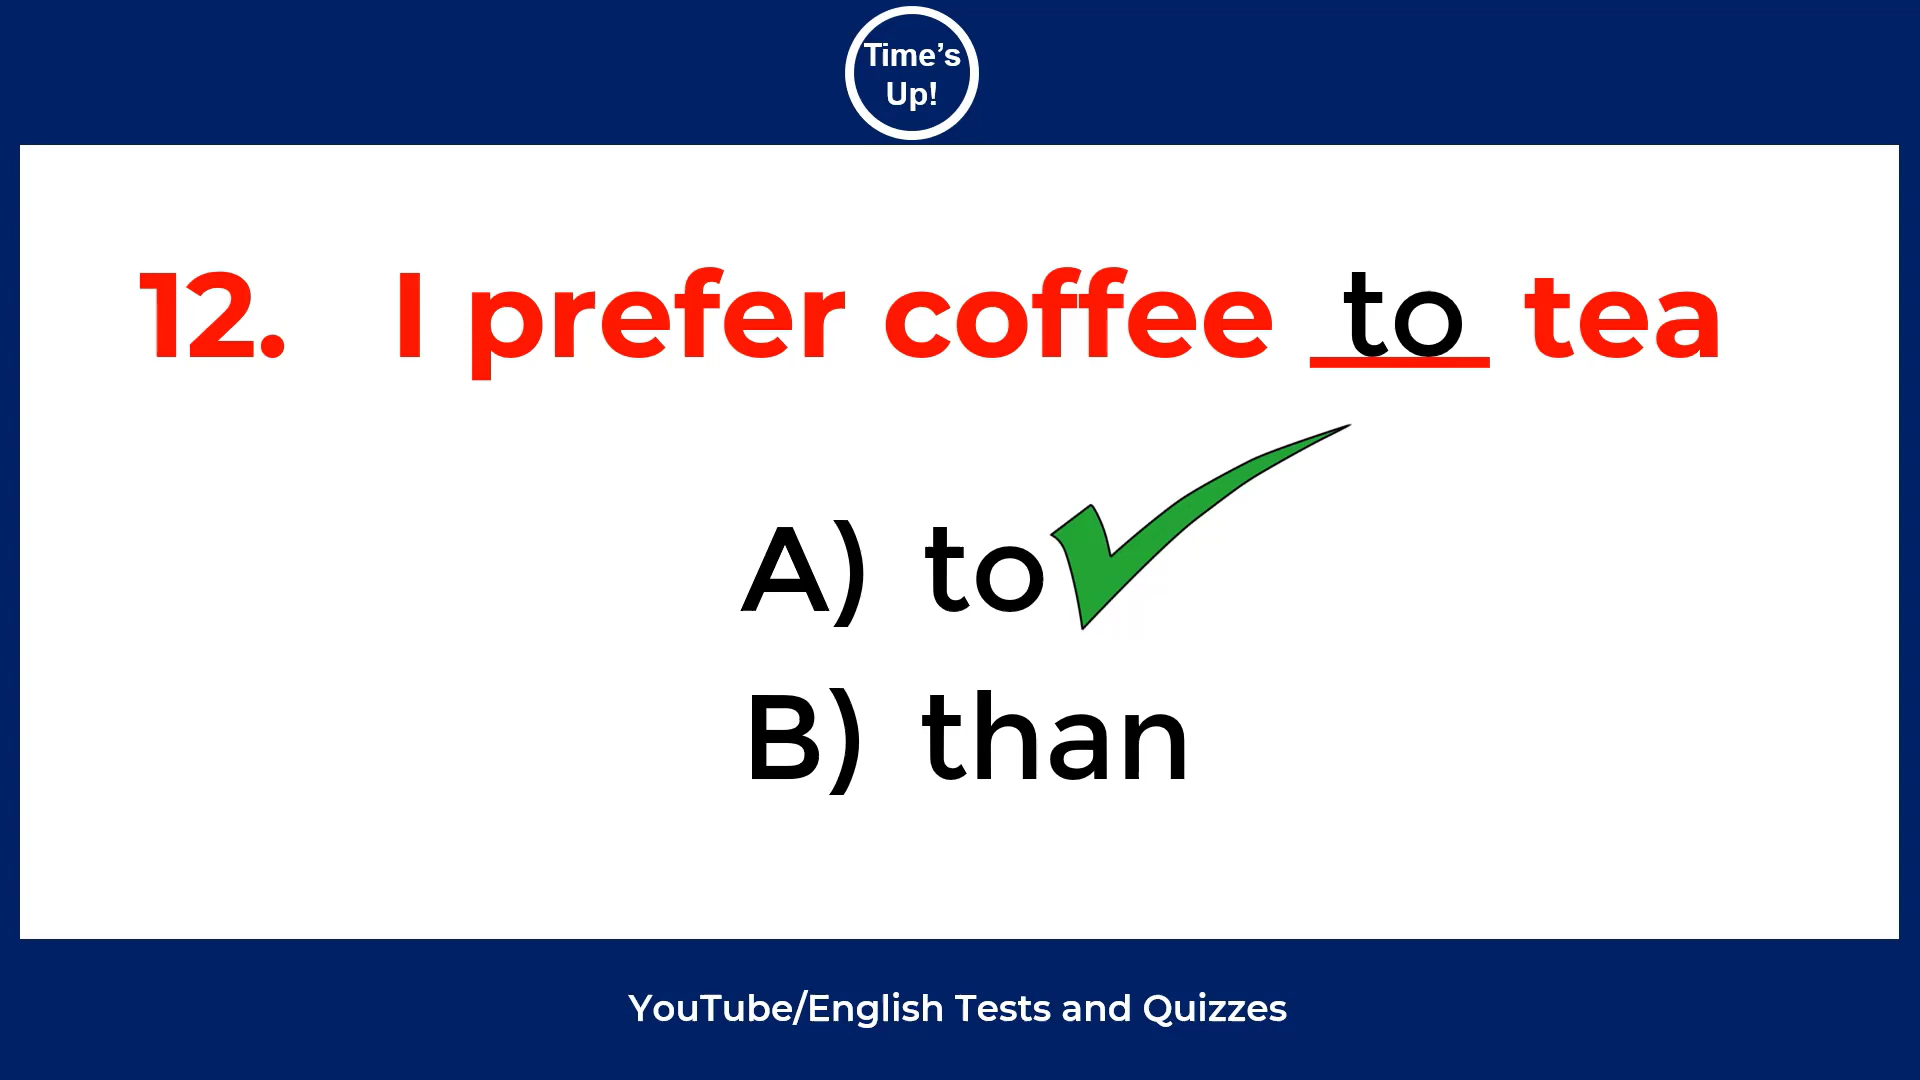 Time’s
Up!
12. I prefer coffee to tea
A) to
B) than
YouTube/English Tests and Quizzes